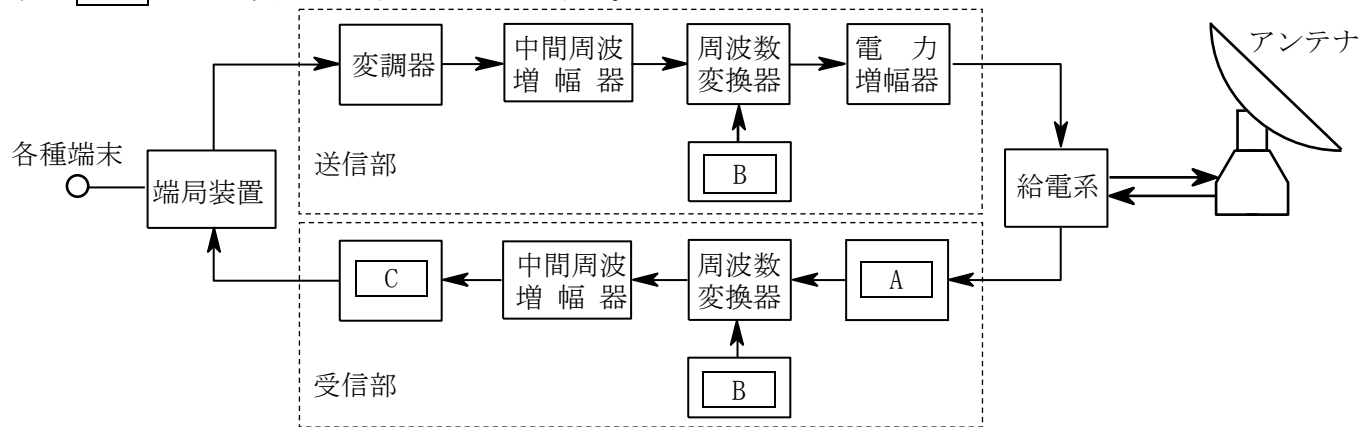 変調器
中間周波
増幅器
周波数
変換器
電力
増幅器
アンテナ
各種端末
端局装置
送信部
B
給電系
C
中間周波
増幅器
周波数
変換器
A
受信部
B